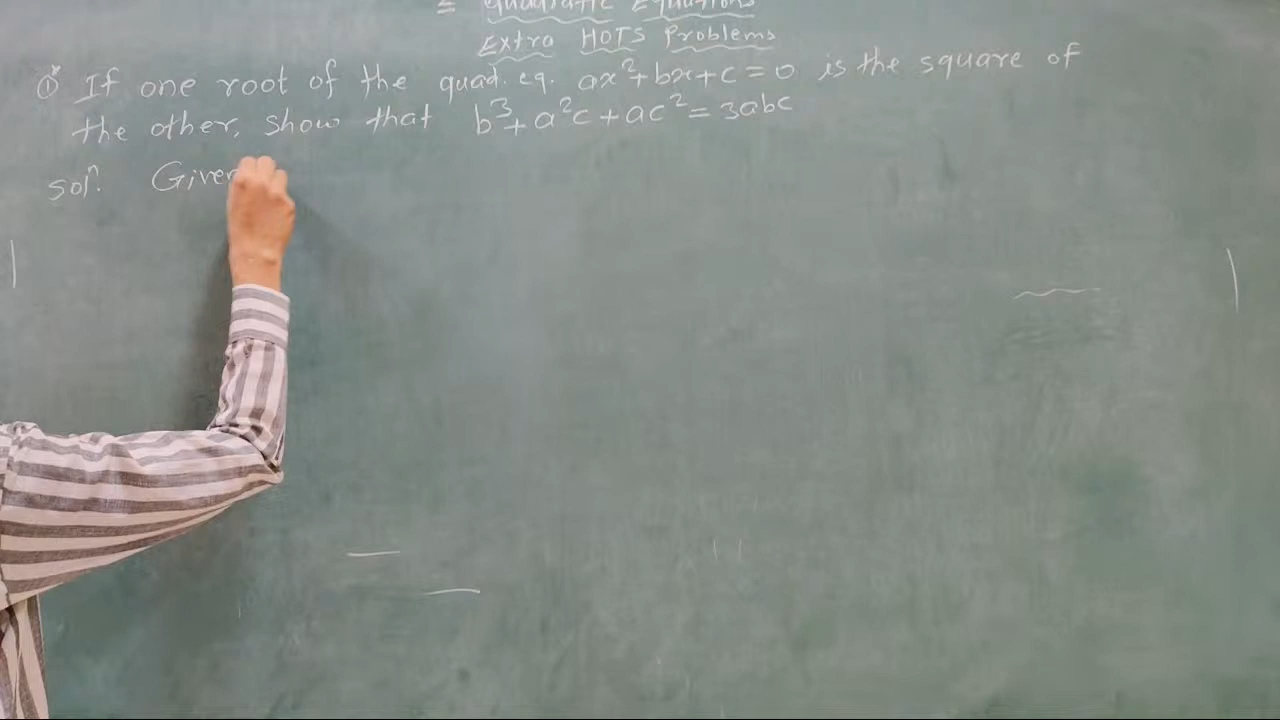 Quadratic Equations
Extra HOTS Problems
① If one root of the quad. eq. ax²+bx+c=0 is the square of
the other, show that b³+a²c+ac²=3abc
Solⁿ. Given